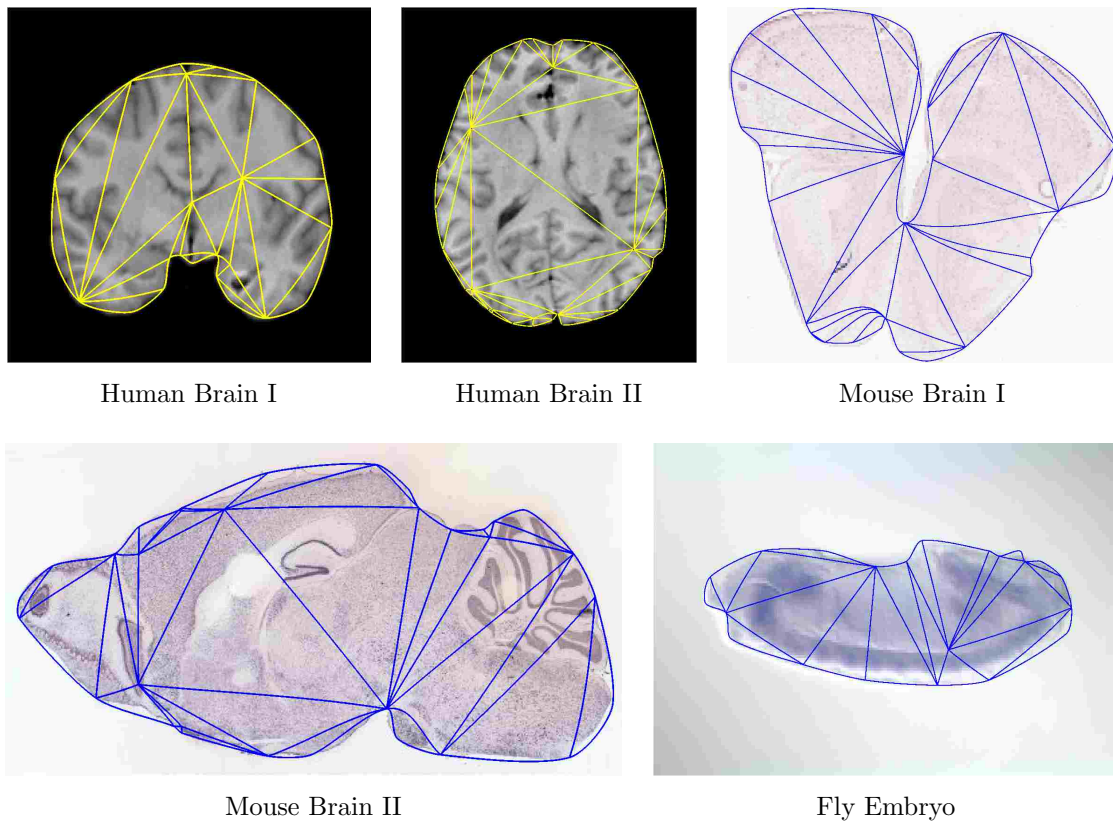 Human Brain I
Human Brain II
Mouse Brain I
Mouse Brain II
Fly Embryo